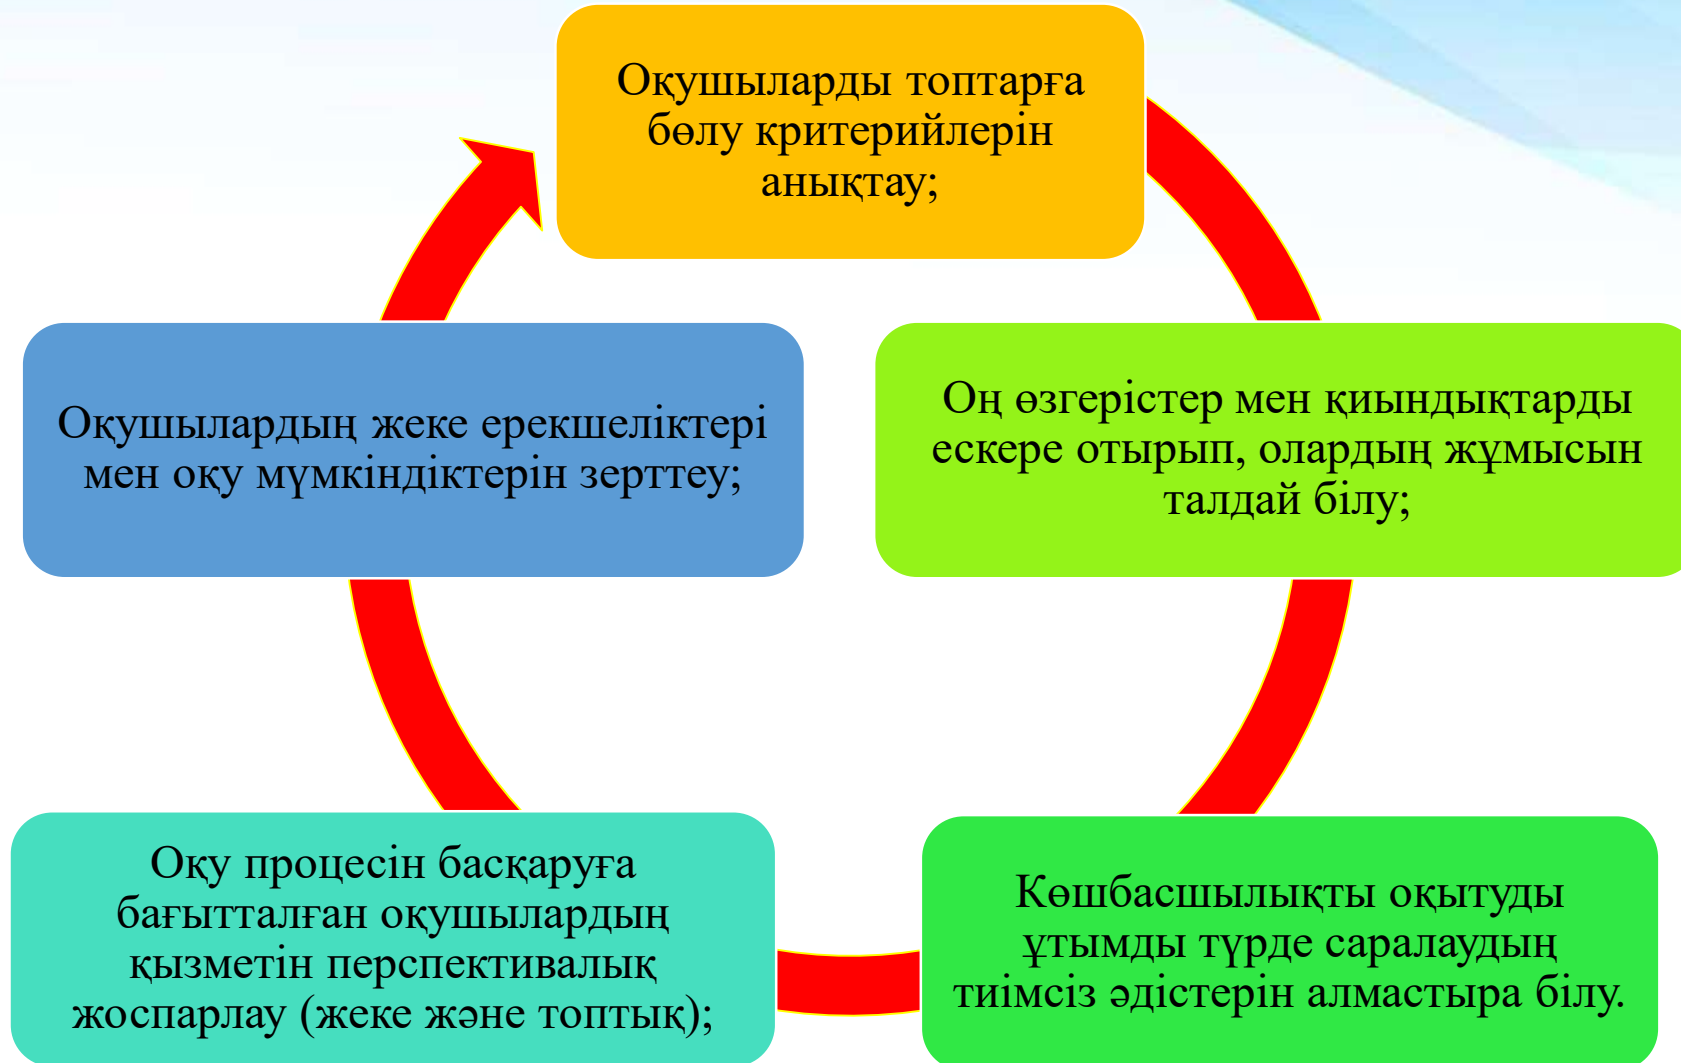 Оқушыларды топтарға
бөлу критерийлерін
анықтау;
Оқушылардың жеке ерекшеліктері
мен оқу мүмкіндіктерін зерттеу;
Оң өзгерістер мен қиындықтарды
ескере отырып, олардың жұмысын
талдай білу;
Оқу процесін басқаруға
бағытталған оқушылардың
қызметін перспективалық
жоспарлау (жеке және топтық);
Көшбасшылықты оқытуды
ұтымды түрде саралаудың
тиімсіз әдістерін алмастыра білу.